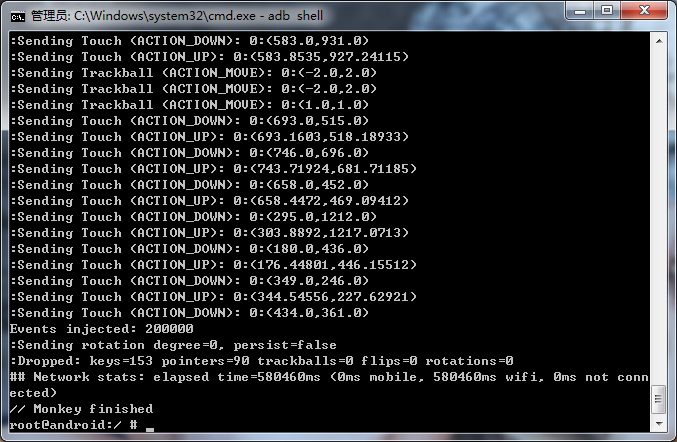 管理员: C:\Windows\system32\cmd.exe - adb  shell
:Sending Touch (ACTION_DOWN): 0:(583.0,931.0)
:Sending Touch (ACTION_UP): 0:(583.8535,927.24115)
:Sending Trackball (ACTION_MOVE): 0:(-2.0,2.0)
:Sending Trackball (ACTION_MOVE): 0:(-2.0,2.0)
:Sending Trackball (ACTION_MOVE): 0:(1.0,1.0)
:Sending Touch (ACTION_DOWN): 0:(693.0,515.0)
:Sending Touch (ACTION_UP): 0:(693.1603,518.18933)
:Sending Touch (ACTION_DOWN): 0:(746.0,696.0)
:Sending Touch (ACTION_UP): 0:(743.71924,681.71185)
:Sending Touch (ACTION_DOWN): 0:(658.0,452.0)
:Sending Touch (ACTION_UP): 0:(658.4472,469.09412)
:Sending Touch (ACTION_DOWN): 0:(295.0,1212.0)
:Sending Touch (ACTION_UP): 0:(303.8892,1217.0713)
:Sending Touch (ACTION_DOWN): 0:(180.0,436.0)
:Sending Touch (ACTION_UP): 0:(176.44801,446.15512)
:Sending Touch (ACTION_DOWN): 0:(349.0,246.0)
:Sending Touch (ACTION_UP): 0:(344.54556,227.62921)
:Sending Touch (ACTION_DOWN): 0:(434.0,361.0)
Events injected: 200000
:Sending rotation degree=0, persist=false
:Dropped: keys=153 pointers=90 trackballs=0 flips=0 rotations=0
## Network stats: elapsed time=580460ms (0ms mobile, 580460ms wifi, 0ms not conn
ected)
// Monkey finished
root@android:/ #